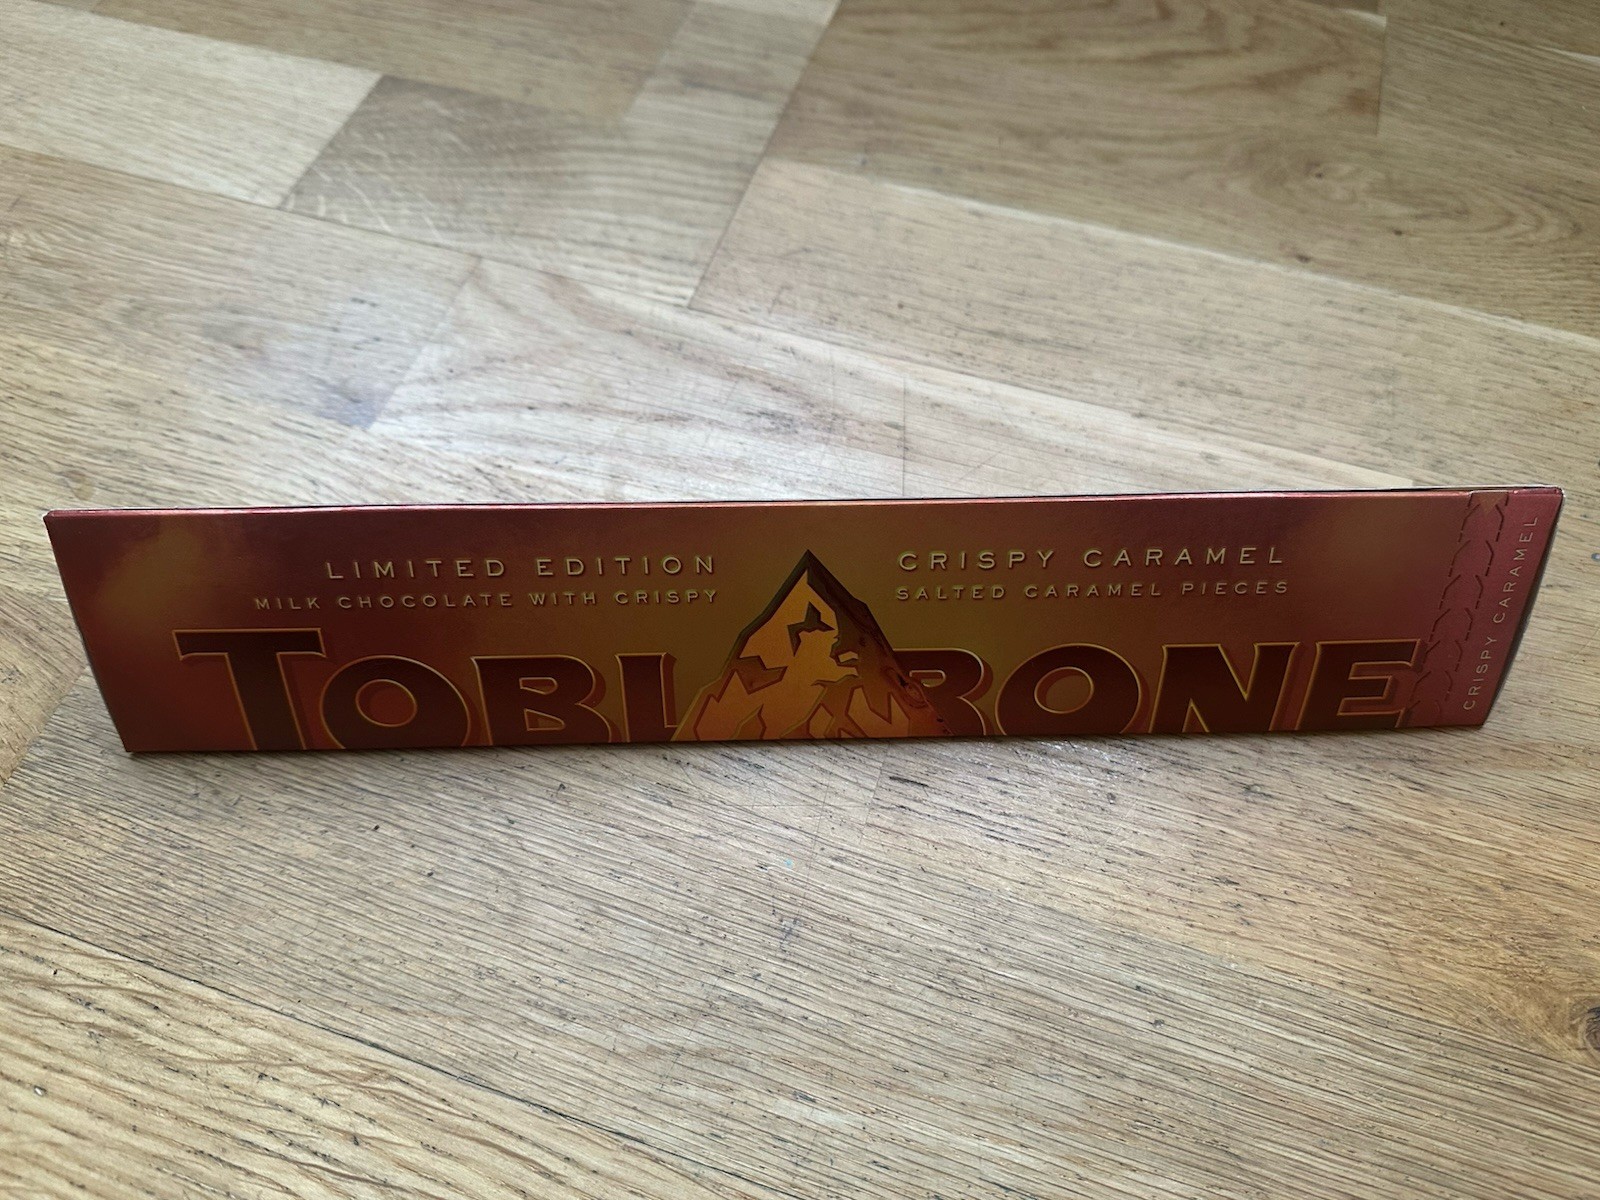 LIMITED EDITION
MILK CHOCOLATE WITH CRISPY
CRISPY CARAMEL
SALTED CARAMEL PIECES
TOBLERONE
CRISPY CARAMEL